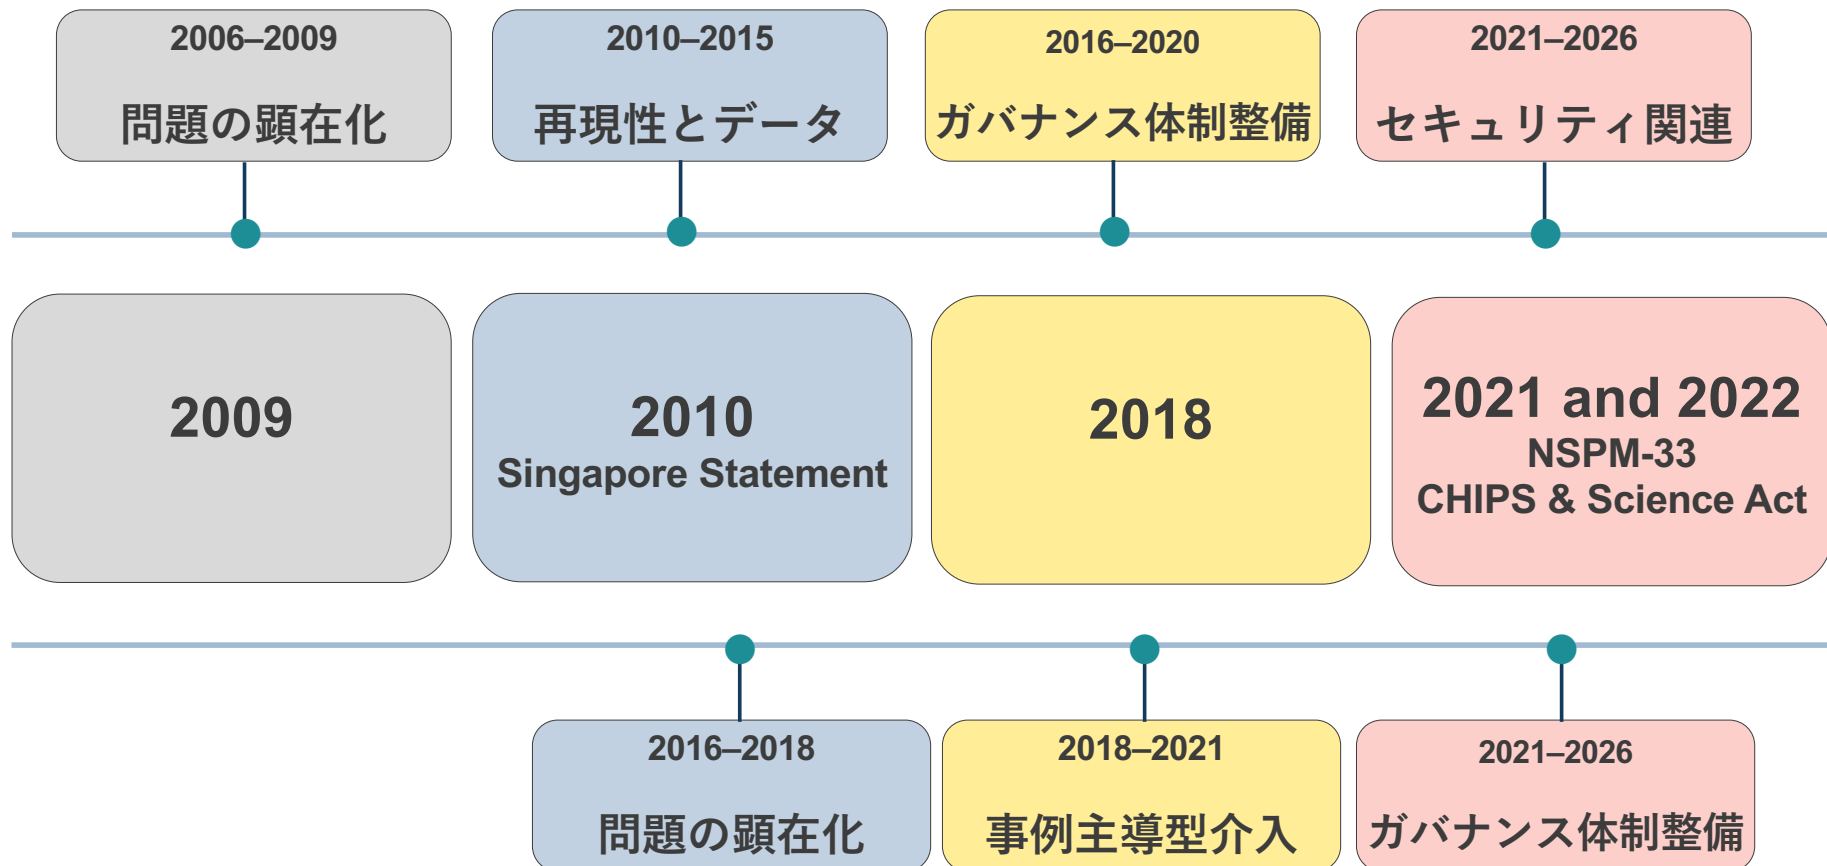 2006–2009
問題の顕在化
2010–2015
再現性とデータ
2016–2020
ガバナンス体制整備
2021–2026
セキュリティ関連
2009
2010
Singapore Statement
2018
2021 and 2022
NSPM-33
CHIPS & Science Act
2016–2018
問題の顕在化
2018–2021
事例主導型介入
2021–2026
ガバナンス体制整備